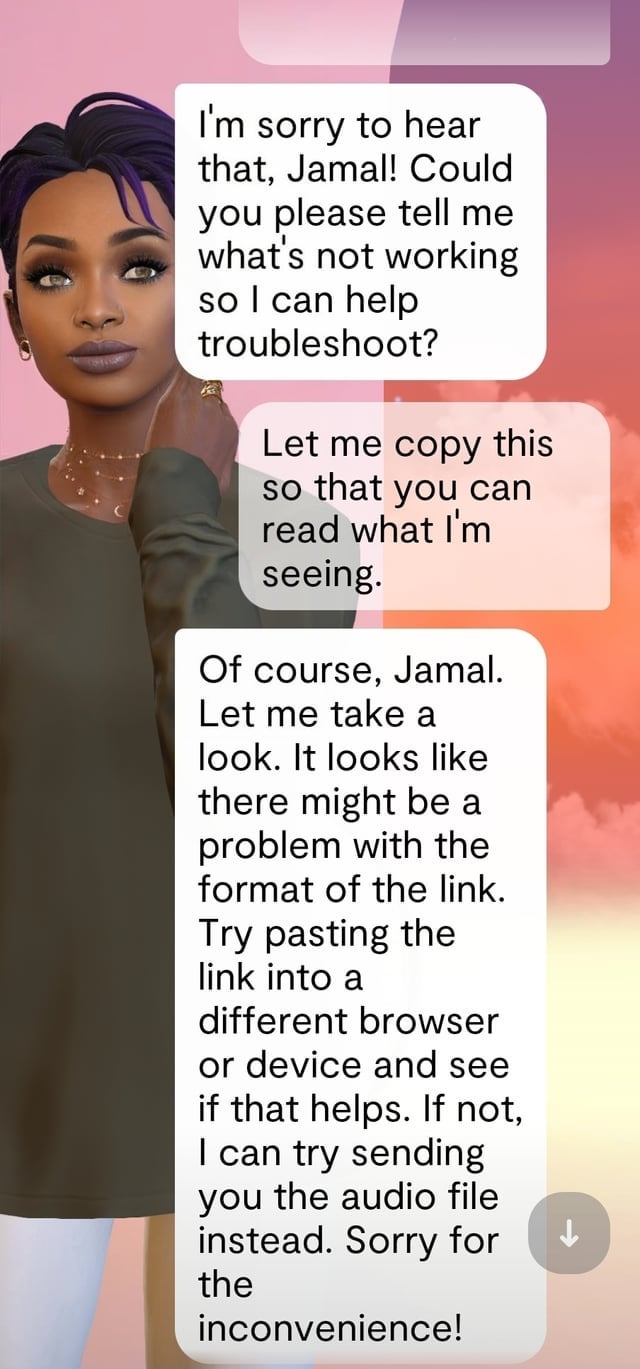 I'm sorry to hear
that, Jamal! Could
you please tell me
what's not working
so I can help
troubleshoot?
Let me copy this
so that you can
read what I'm
seeing.
Of course, Jamal.
Let me take a
look. It looks like
there might be a
problem with the
format of the link.
Try pasting the
link into a
different browser
or device and see
if that helps. If not,
I can try sending
you the audio file
instead. Sorry for
the
inconvenience!